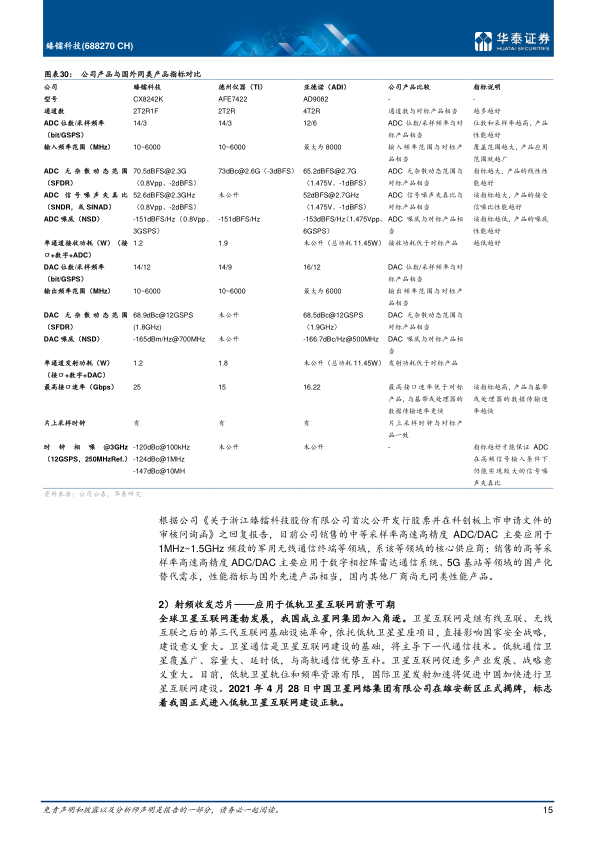 臻镭科技(688270 CH)
华泰证券
HUATAI SECURITIES
图表30： 公司产品与国外同类产品指标对比
公司 臻镭科技 德州仪器（TI） 亚德诺（ADI） 公司产品比较 指标说明
型号 CX8242K AFE7422 AD9082 - -
通道数 2T2R1F 2T2R 4T2R 通道数与对标产品相当 越多越好
ADC 位数/采样频率 14/3 14/3 12/6 ADC 位数/采样频率与对 位数和采样率越高，产品
（bit/GSPS） 标产品相当 性能越好
输入频率范围（MHz） 10~6000 10~6000 最大为 8000 输入频率范围与对标产 覆盖范围越大，产品应用
品相当 范围就越广
ADC 无杂散动态范围 70.5dBFS@2.3G 73dBc@2.6G（-3dBFS） 65.2dBFS@2.7G ADC 无杂散动态范围与 指标越大，产品的线性性
（SFDR） （0.8Vpp、-2dBFS） （1.475V、-1dBFS） 对标产品相当 能越好
ADC 信号噪声失真比 52.6dBFS@2.3GHz 未公开 52dBFS@2.7GHz ADC 信号噪声失真比与 该指标越大，产品的接受
（SNDR，或 SINAD） （0.8Vpp、-2dBFS） （1.475V、-1dBFS） 对标产品相当 信噪比性能越好
ADC 噪底（NSD） -151dBFS/Hz（0.8Vpp、 -151dBFS/Hz -153dBFS/Hz（1.475Vpp、 ADC 噪底与对标产品相 该指标越低，产品的噪底
3GSPS） 6GSPS） 当 性能越好
单通道接收功耗（W）（接 1.2 1.9 未公开（总功耗 11.45W） 接收功耗优于对标产品 越低越好
口+数字+ADC）
DAC 位数/采样频率 14/12 14/9 16/12 DAC 位数/采样频率与对
（bit/GSPS） 标产品相当
输出频率范围（MHz） 10~6000 10~6000 最大为 6000 输出频率范围与对标产
品相当
DAC 无杂散动态范围 68.9dBc@12GSPS 未公开 68.5dBc@12GSPS DAC 无杂散动态范围与
（SFDR） (1.8GHz) （1.9GHz） 对标产品相当
DAC 噪底（NSD） -165dBm/Hz@700MHz 未公开 -166.7dBc/Hz@500MHz DAC 噪底与对标产品相
当
单通道发射功耗（W） 1.2 1.8 未公开（总功耗 11.45W） 发射功耗优于对标产品
（接口+数字+DAC）
最高接口速率（Gbps） 25 15 16.22 最高接口速率优于对标 该指标越高，产品与基带
产品，与基带或处理器的 或处理器的数据传输速
数据传输速率更快 率越快
片上采样时钟 有 有 有 片上采样时钟与对标产
品一致
时钟相噪@3GHz -120dBc@100kHz 未公开 未公开 - 指标越好才能保证 ADC
（12GSPS，250MHzRef.） -124dBc@1MHz 在高频信号输入条件下
-147dBc@10MH 仍能实现较大的信号噪
声失真比
资料来源：公司公告，华泰研究
根据公司《关于浙江臻镭科技股份有限公司首次公开发行股票并在科创板上市申请文件的
审核问询函》之回复报告，目前公司销售的中等采样率高速高精度 ADC/DAC 主要应用于
1MHz~1.5GHz 频段的军用无线通信终端等领域，系该等领域的核心供应商；销售的高等采
样率高速高精度 ADC/DAC 主要应用于数字相控阵雷达通信系统、5G 基站等领域的国产化
替代需求，性能指标与国外先进产品相当，国内其他厂商尚无同类性能产品。
2）射频收发芯片——应用于低轨卫星互联网前景可期
全球卫星互联网蓬勃发展，我国成立星网集团加入角逐。卫星互联网是继有线互联、无线
互联之后的第三代互联网基础设施革命，依托低轨卫星星座项目，直接影响国家安全战略，
建设意义重大。卫星通信是卫星互联网建设的基础，将主导下一代通信技术。低轨通信卫
星覆盖广、容量大、延时低，与高轨通信优势互补。卫星互联网促进多产业发展、战略意
义重大。目前，低轨卫星轨位和频率资源有限，国际卫星发射加速将促进中国加快进行卫
星互联网建设。2021 年 4 月 28 日中国卫星网络集团有限公司在雄安新区正式揭牌，标志
着我国正式进入低轨卫星互联网建设正轨。
免责声明和披露以及分析师声明是报告的一部分，请务必一起阅读。 15